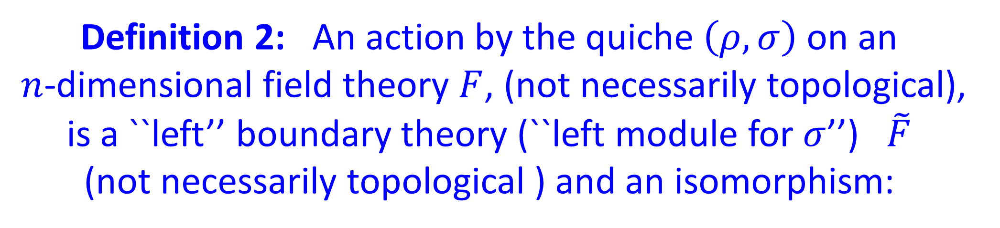 Definition 2: An action by the quiche (𝜌, 𝜎) on an
𝑛-dimensional field theory 𝐹, (not necessarily topological),
is a ``left’’ boundary theory (``left module for 𝜎’’) 𝐹̃
(not necessarily topological ) and an isomorphism: